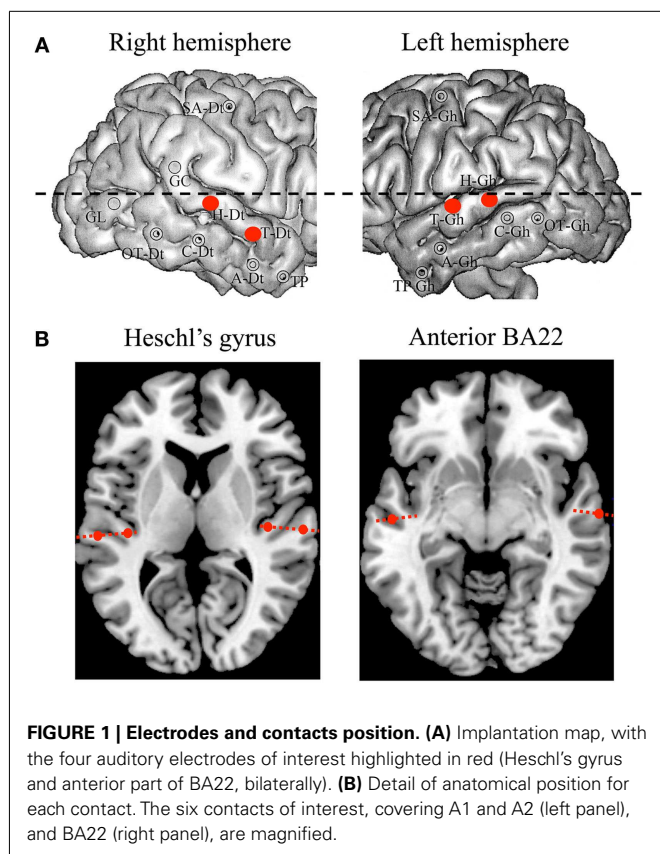 A
Right hemisphere
Left hemisphere
SA-Dt
GC
GL
H-Dt
OT-Dt
C-Dt
T-Dt
A-Dt
TP
SA-Gh
H-Gh
T-Gh
C-Gh
OT-Gh
A-Gh
TP Gh
B
Heschl's gyrus
Anterior BA22
FIGURE 1 | Electrodes and contacts position. (A) Implantation map, with
the four auditory electrodes of interest highlighted in red (Heschl's gyrus
and anterior part of BA22, bilaterally). (B) Detail of anatomical position for
each contact. The six contacts of interest, covering A1 and A2 (left panel),
and BA22 (right panel), are magnified.